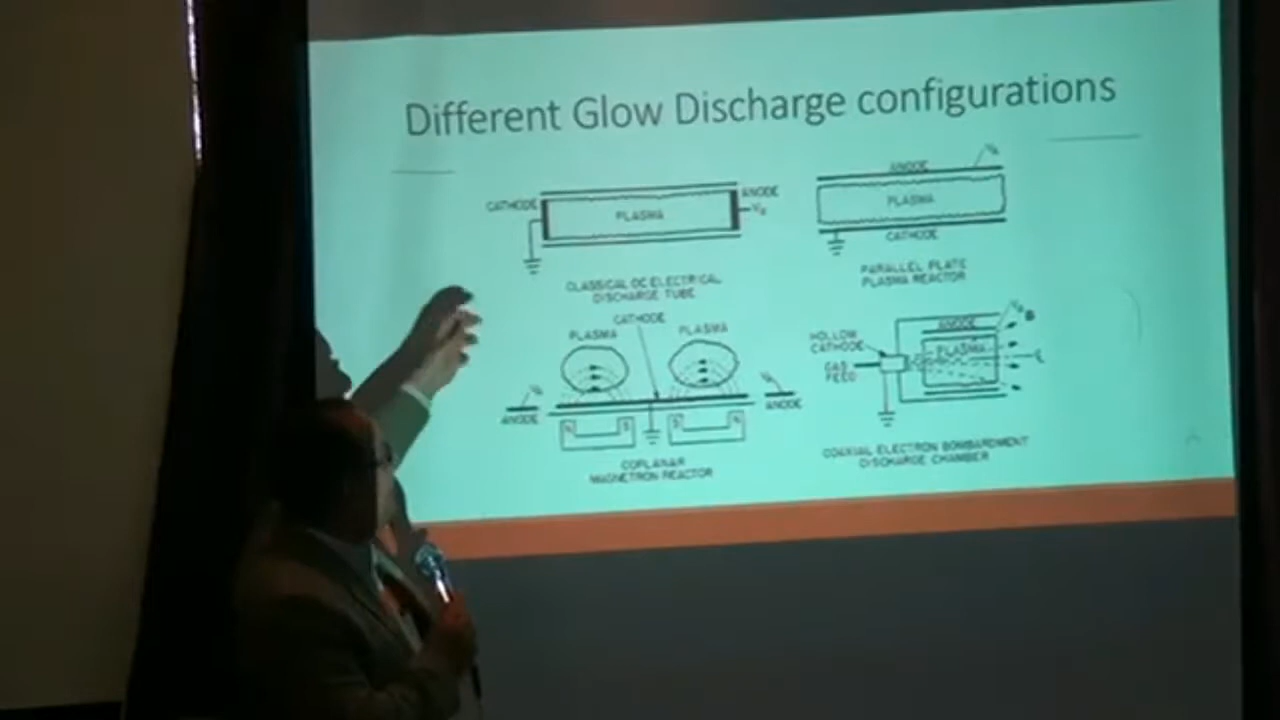 Different Glow Discharge configurations
CATHODE
PLASMA
ANODE
CLASSICAL DC ELECTRICAL
DISCHARGE TUBE
ANODE
PLASMA
CATHODE
PARALLEL PLATE
PLASMA REACTOR
CATHODE
PLASMA
PLASMA
ANODE
ANODE
N
S
S
N
COPLANAR
MAGNETRON REACTOR
HOLLOW
CATHODE
GAS
FEED
ANODE
PLASMA
B
COAXIAL ELECTRON BOMBARDMENT
DISCHARGE CHAMBER